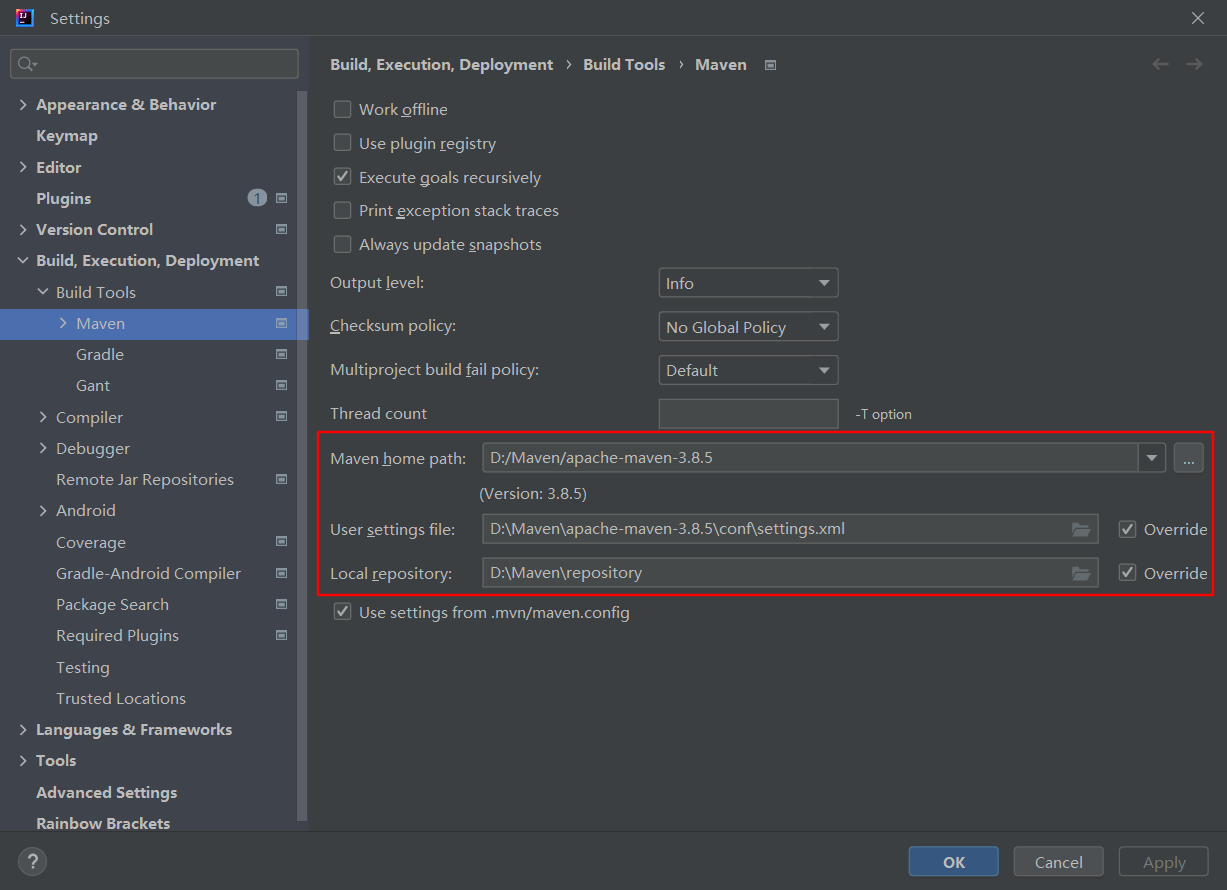 Settings
Build, Execution, Deployment › Build Tools › Maven
Appearance & Behavior
Keymap
Editor
Plugins 1
Version Control
Build, Execution, Deployment
Build Tools
Maven
Gradle
Gant
Compiler
Debugger
Remote Jar Repositories
Android
Coverage
Gradle-Android Compiler
Package Search
Required Plugins
Testing
Trusted Locations
Languages & Frameworks
Tools
Advanced Settings
Rainbow Brackets
Work offline
Use plugin registry
Execute goals recursively
Print exception stack traces
Always update snapshots
Output level: Info
Checksum policy: No Global Policy
Multiproject build fail policy: Default
Thread count -T option
Maven home path: D:/Maven/apache-maven-3.8.5 ...
(Version: 3.8.5)
User settings file: D:\Maven\apache-maven-3.8.5\conf\settings.xml Override
Local repository: D:\Maven\repository Override
Use settings from .mvn/maven.config
? OK Cancel Apply